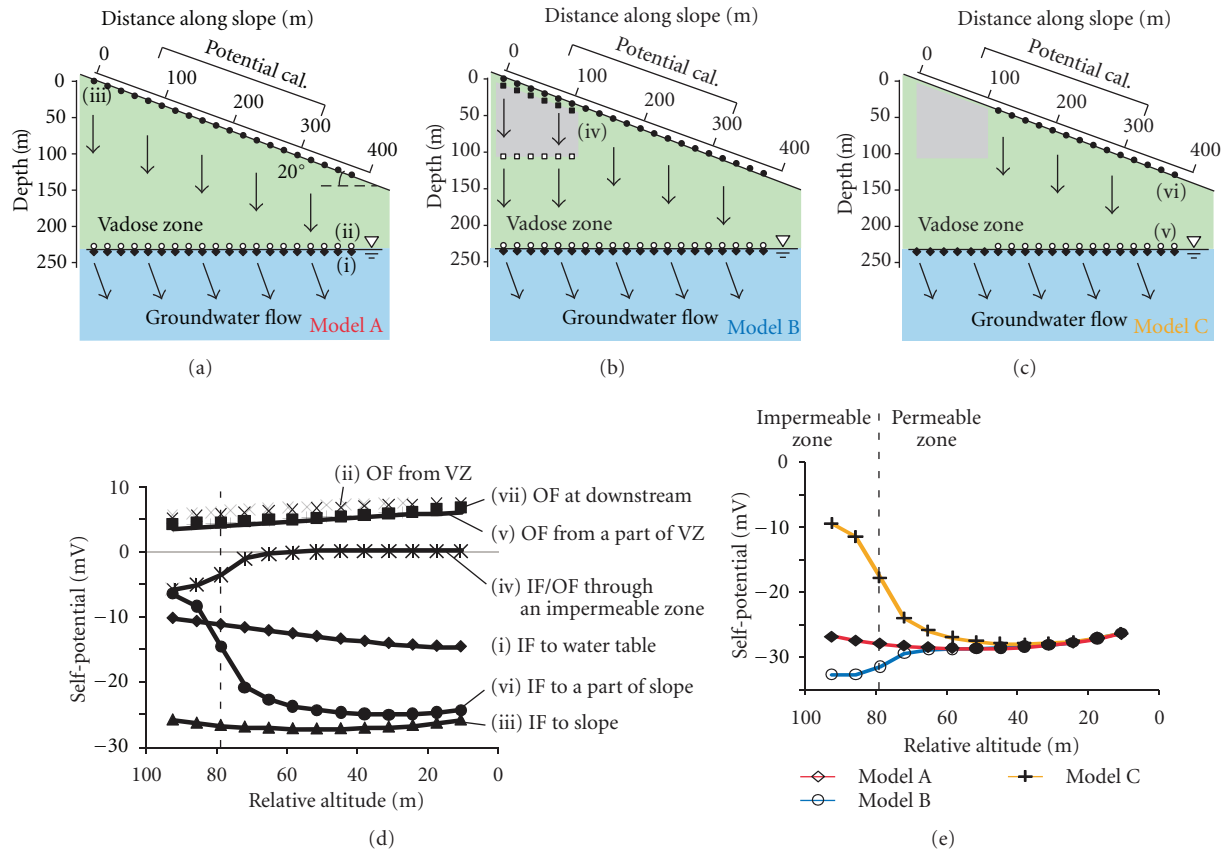 Distance along slope (m)
0
100
200
300
400
Potential cal.
Depth (m)
0
50
100
150
200
250
(iii)
20°
Vadose zone
(ii)
(i)
Groundwater flow
Model A
(a)
Distance along slope (m)
0
100
200
300
400
Potential cal.
Depth (m)
0
50
100
150
200
250
(iv)
Vadose zone
Groundwater flow
Model B
(b)
Distance along slope (m)
0
100
200
300
400
Potential cal.
Depth (m)
0
50
100
150
200
250
(vi)
Vadose zone
(v)
Groundwater flow
Model C
(c)
Self-potential (mV)
10
0
−10
−20
−30
100
80
60
40
20
0
Relative altitude (m)
(ii) OF from VZ
(vii) OF at downstream
(v) OF from a part of VZ
(iv) IF/OF through
an impermeable zone
(i) IF to water table
(vi) IF to a part of slope
(iii) IF to slope
(d)
Impermeable
zone
Permeable
zone
Self-potential (mV)
0
−10
−20
−30
100
80
60
40
20
0
Relative altitude (m)
Model A
Model C
Model B
(e)